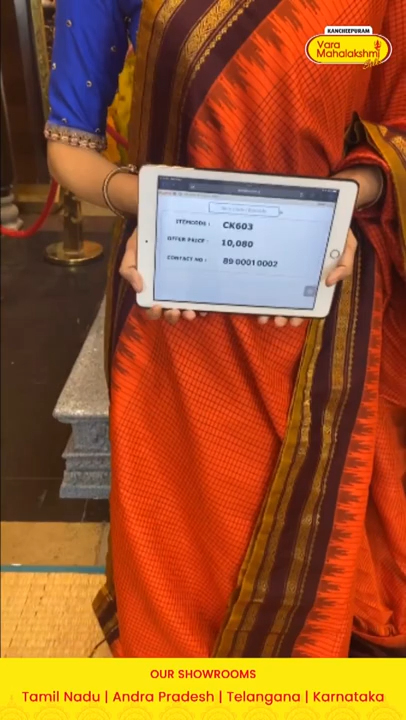 KANCHEEPURAM
Vara
Mahalakshmi
Silks
ITEMCODE : CK603
OFFER PRICE : 10,080
CONTACT NO : 89 0001 0002
OUR SHOWROOMS
Tamil Nadu | Andra Pradesh | Telangana | Karnataka